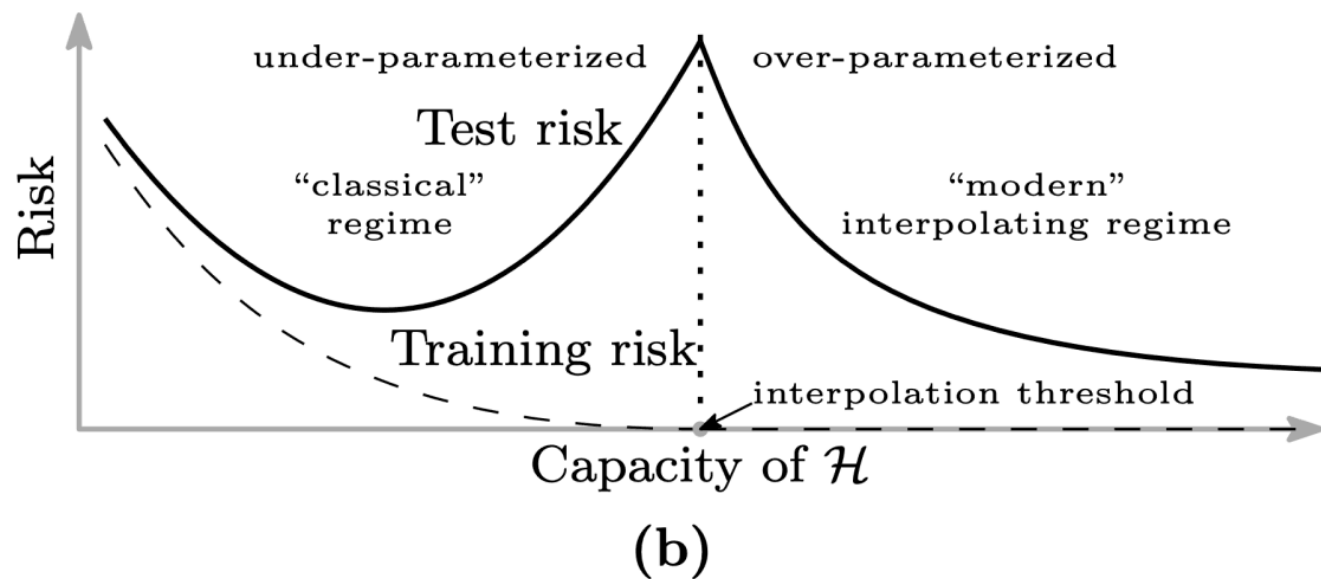 under-parameterized
over-parameterized
Test risk
“classical”
regime
“modern”
interpolating regime
Risk
Training risk
interpolation threshold
Capacity of ℋ
(b)